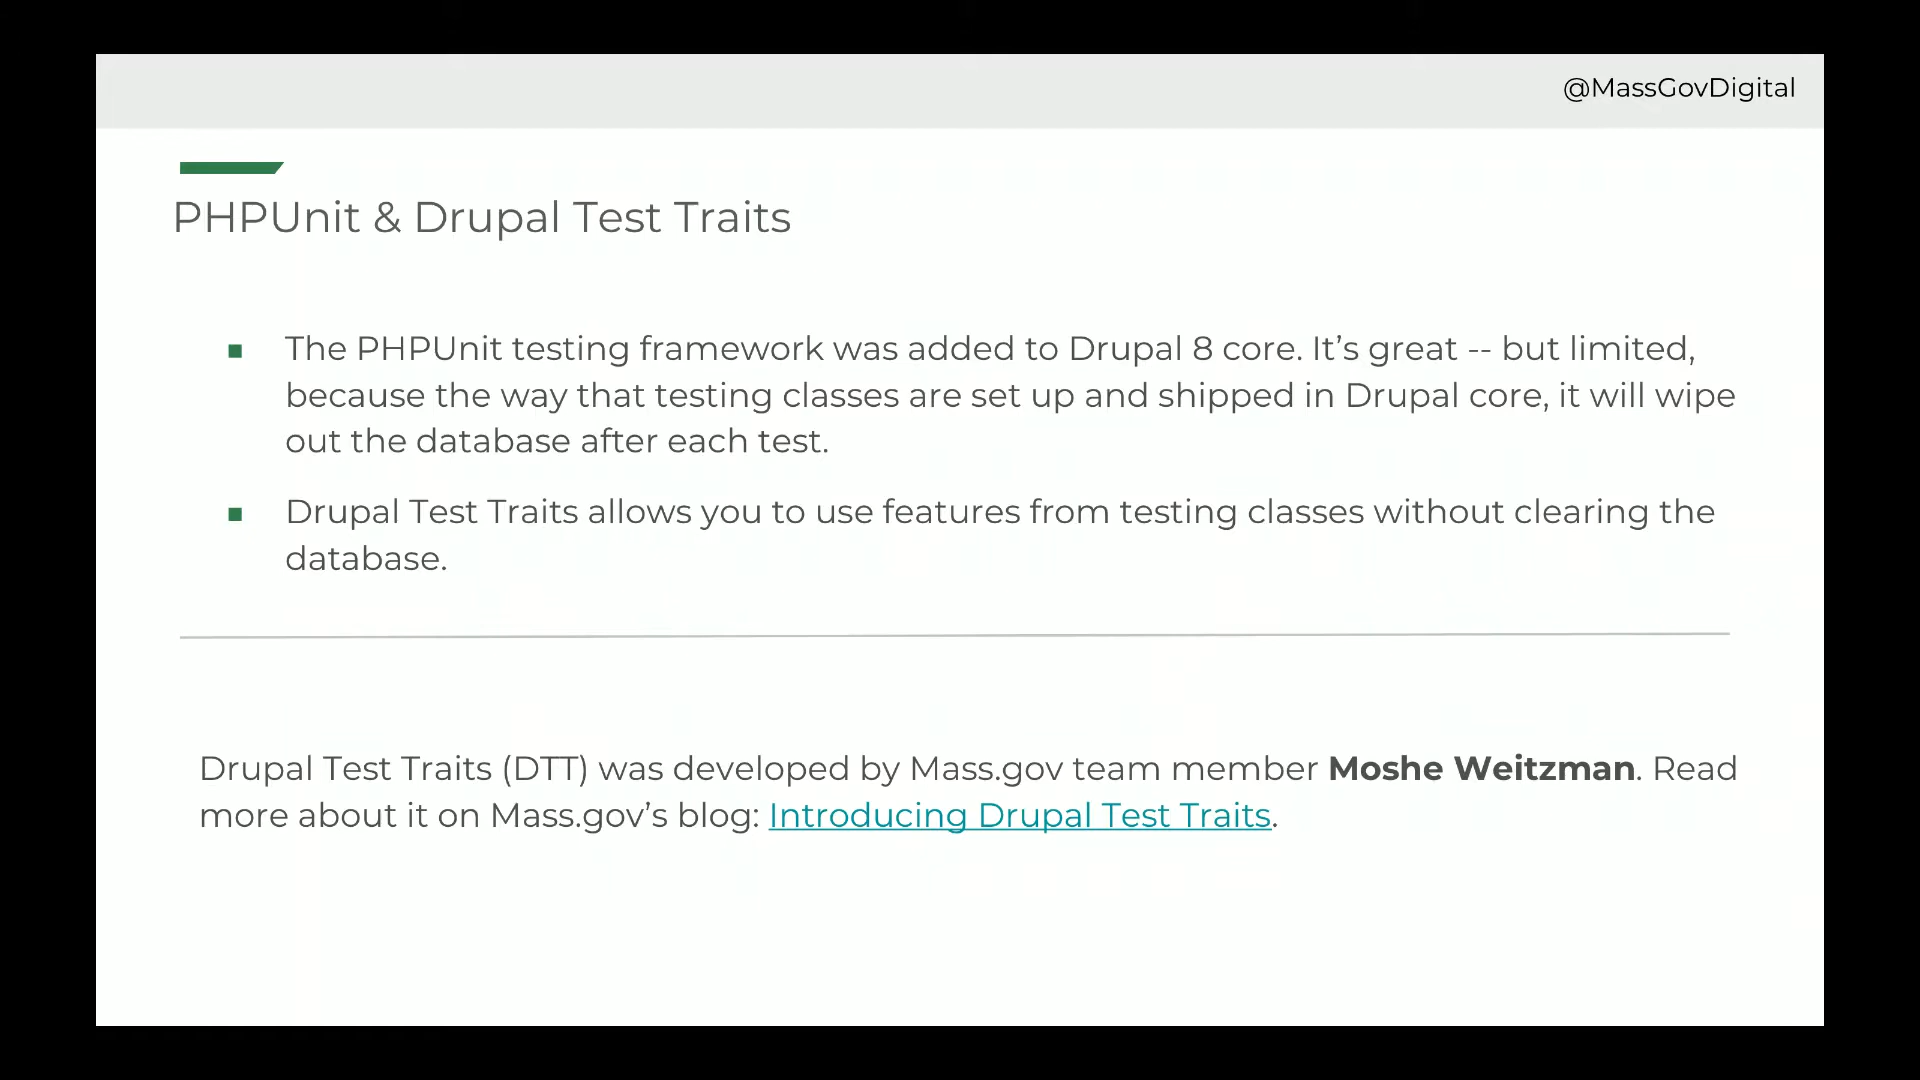 @MassGovDigital
PHPUnit & Drupal Test Traits
■ The PHPUnit testing framework was added to Drupal 8 core. It’s great -- but limited,
because the way that testing classes are set up and shipped in Drupal core, it will wipe
out the database after each test.
■ Drupal Test Traits allows you to use features from testing classes without clearing the
database.
Drupal Test Traits (DTT) was developed by Mass.gov team member Moshe Weitzman. Read
more about it on Mass.gov’s blog: Introducing Drupal Test Traits.